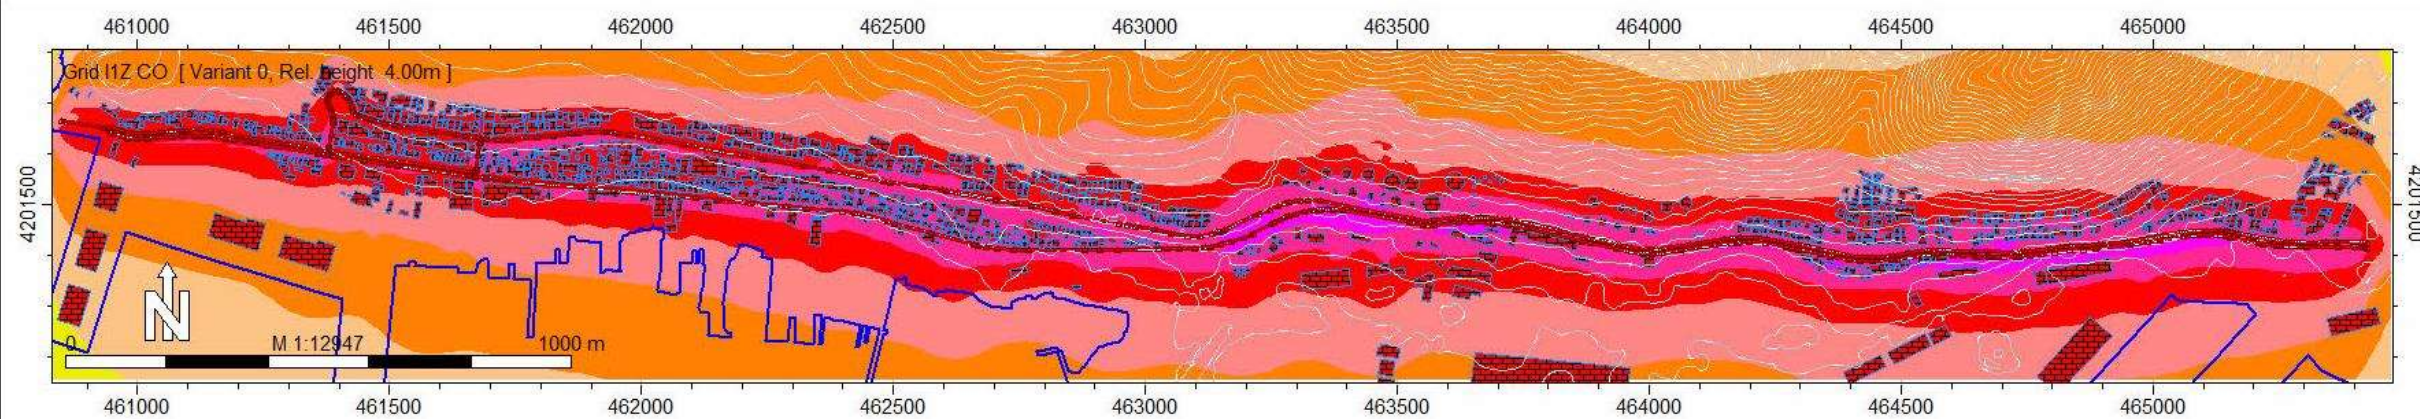 461000 461500 462000 462500 463000 463500 464000 464500 465000
Grid I1Z CO [ Variant 0, Rel. height 4.00m ]
4201500
4201500
N
0 M 1:12947 1000 m
461000 461500 462000 462500 463000 463500 464000 464500 465000